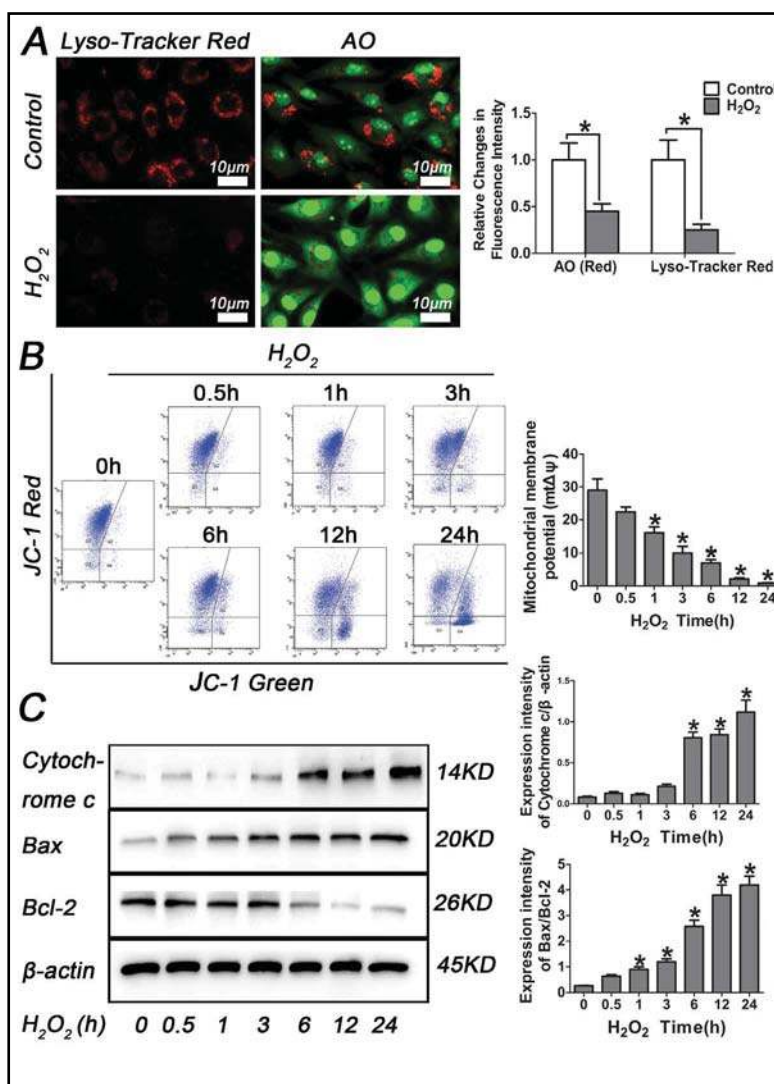 A
Lyso-Tracker Red
AO
Control
10µm
10µm
H₂O₂
10µm
10µm
Relative Changes in
Fluorescence Intensity
1.5
1.0
0.5
0.0
*
*
Control
H₂O₂
AO (Red)
Lyso-Tracker Red
B
H₂O₂
0.5h
1h
3h
0h
6h
12h
24h
JC-1 Red
JC-1 Green
Mitochondrial membrane
potential (mtΔψ)
40
30
20
10
0
* * * * *
0 0.5 1 3 6 12 24
H₂O₂ Time(h)
C
Cytoch-
rome c
14KD
Bax
20KD
Bcl-2
26KD
β-actin
45KD
H₂O₂ (h) 0 0.5 1 3 6 12 24
Expression intensity
of Cytochrome c/β -actin
1.5
1.0
0.5
0.0
* * *
0 0.5 1 3 6 12 24
H₂O₂ Time(h)
Expression intensity
of Bax/Bcl-2
5
4
3
2
1
0
* * * * *
0 0.5 1 3 6 12 24
H₂O₂ Time(h)